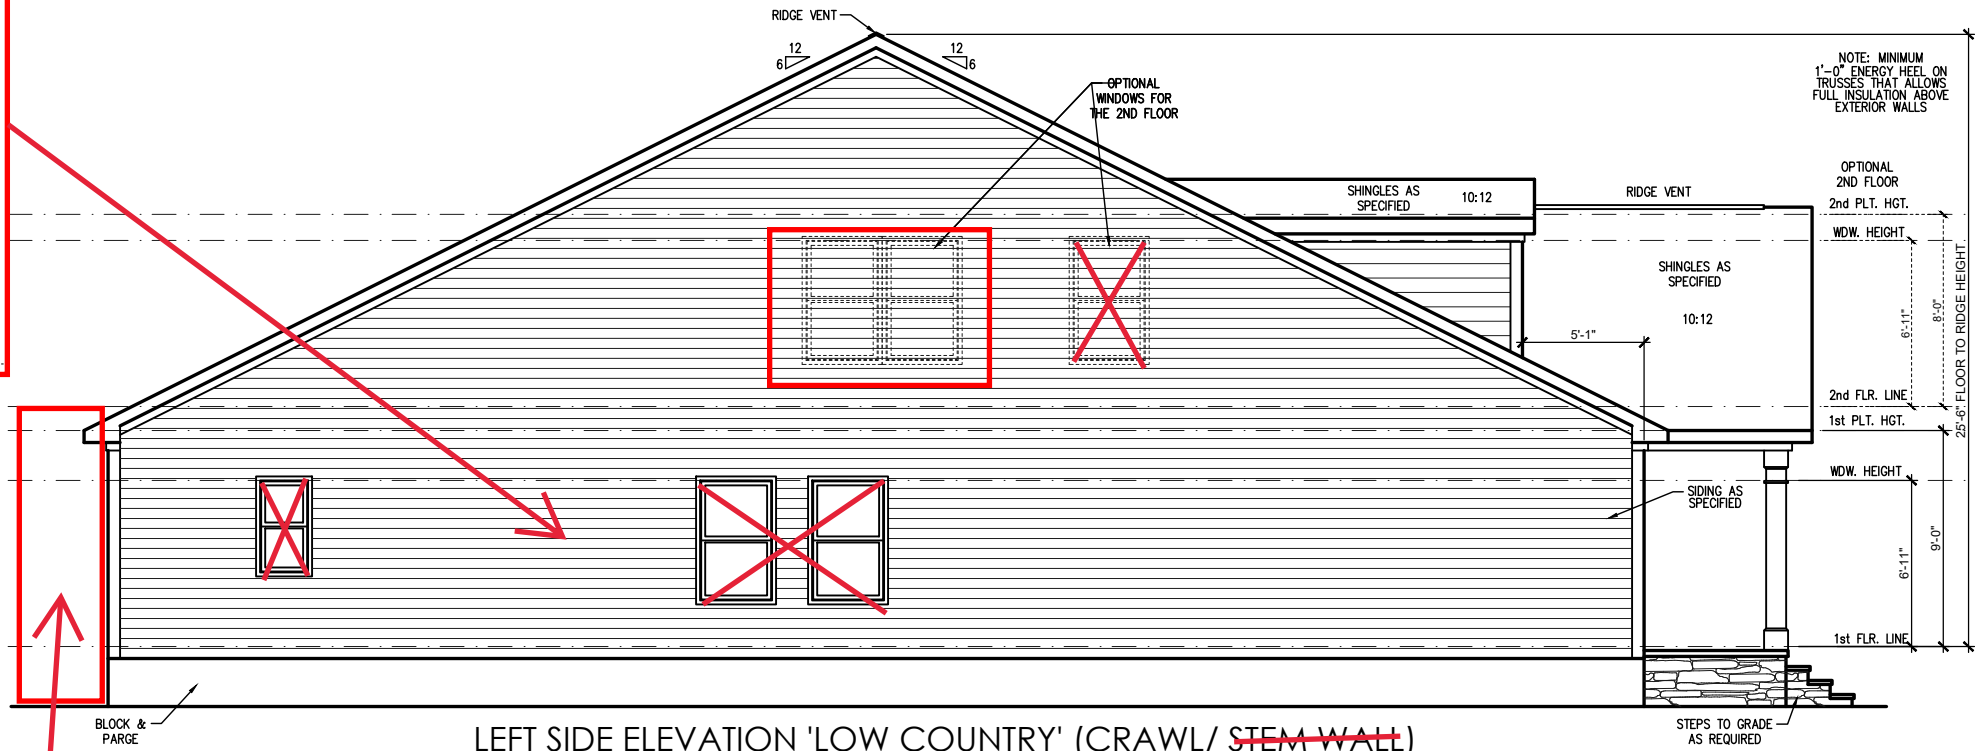 RIDGE VENT
12
6
12
6
OPTIONAL
WINDOWS FOR
THE 2ND FLOOR
NOTE: MINIMUM
1'-0" ENERGY HEEL ON
TRUSSES THAT ALLOWS
FULL INSULATION ABOVE
EXTERIOR WALLS
OPTIONAL
2ND FLOOR
2nd PLT. HGT.
WDW. HEIGHT
SHINGLES AS
SPECIFIED
10:12
RIDGE VENT
SHINGLES AS
SPECIFIED
10:12
5'-1"
6'-11"
8'-0"
25'-6" FLOOR TO RIDGE HEIGHT
2nd FLR. LINE
1st PLT. HGT.
WDW. HEIGHT
SIDING AS
SPECIFIED
6'-11"
9'-0"
1st FLR. LINE
BLOCK &
PARGE
STEPS TO GRADE
AS REQUIRED
LEFT SIDE ELEVATION 'LOW COUNTRY' (CRAWL/ STEM WALL)